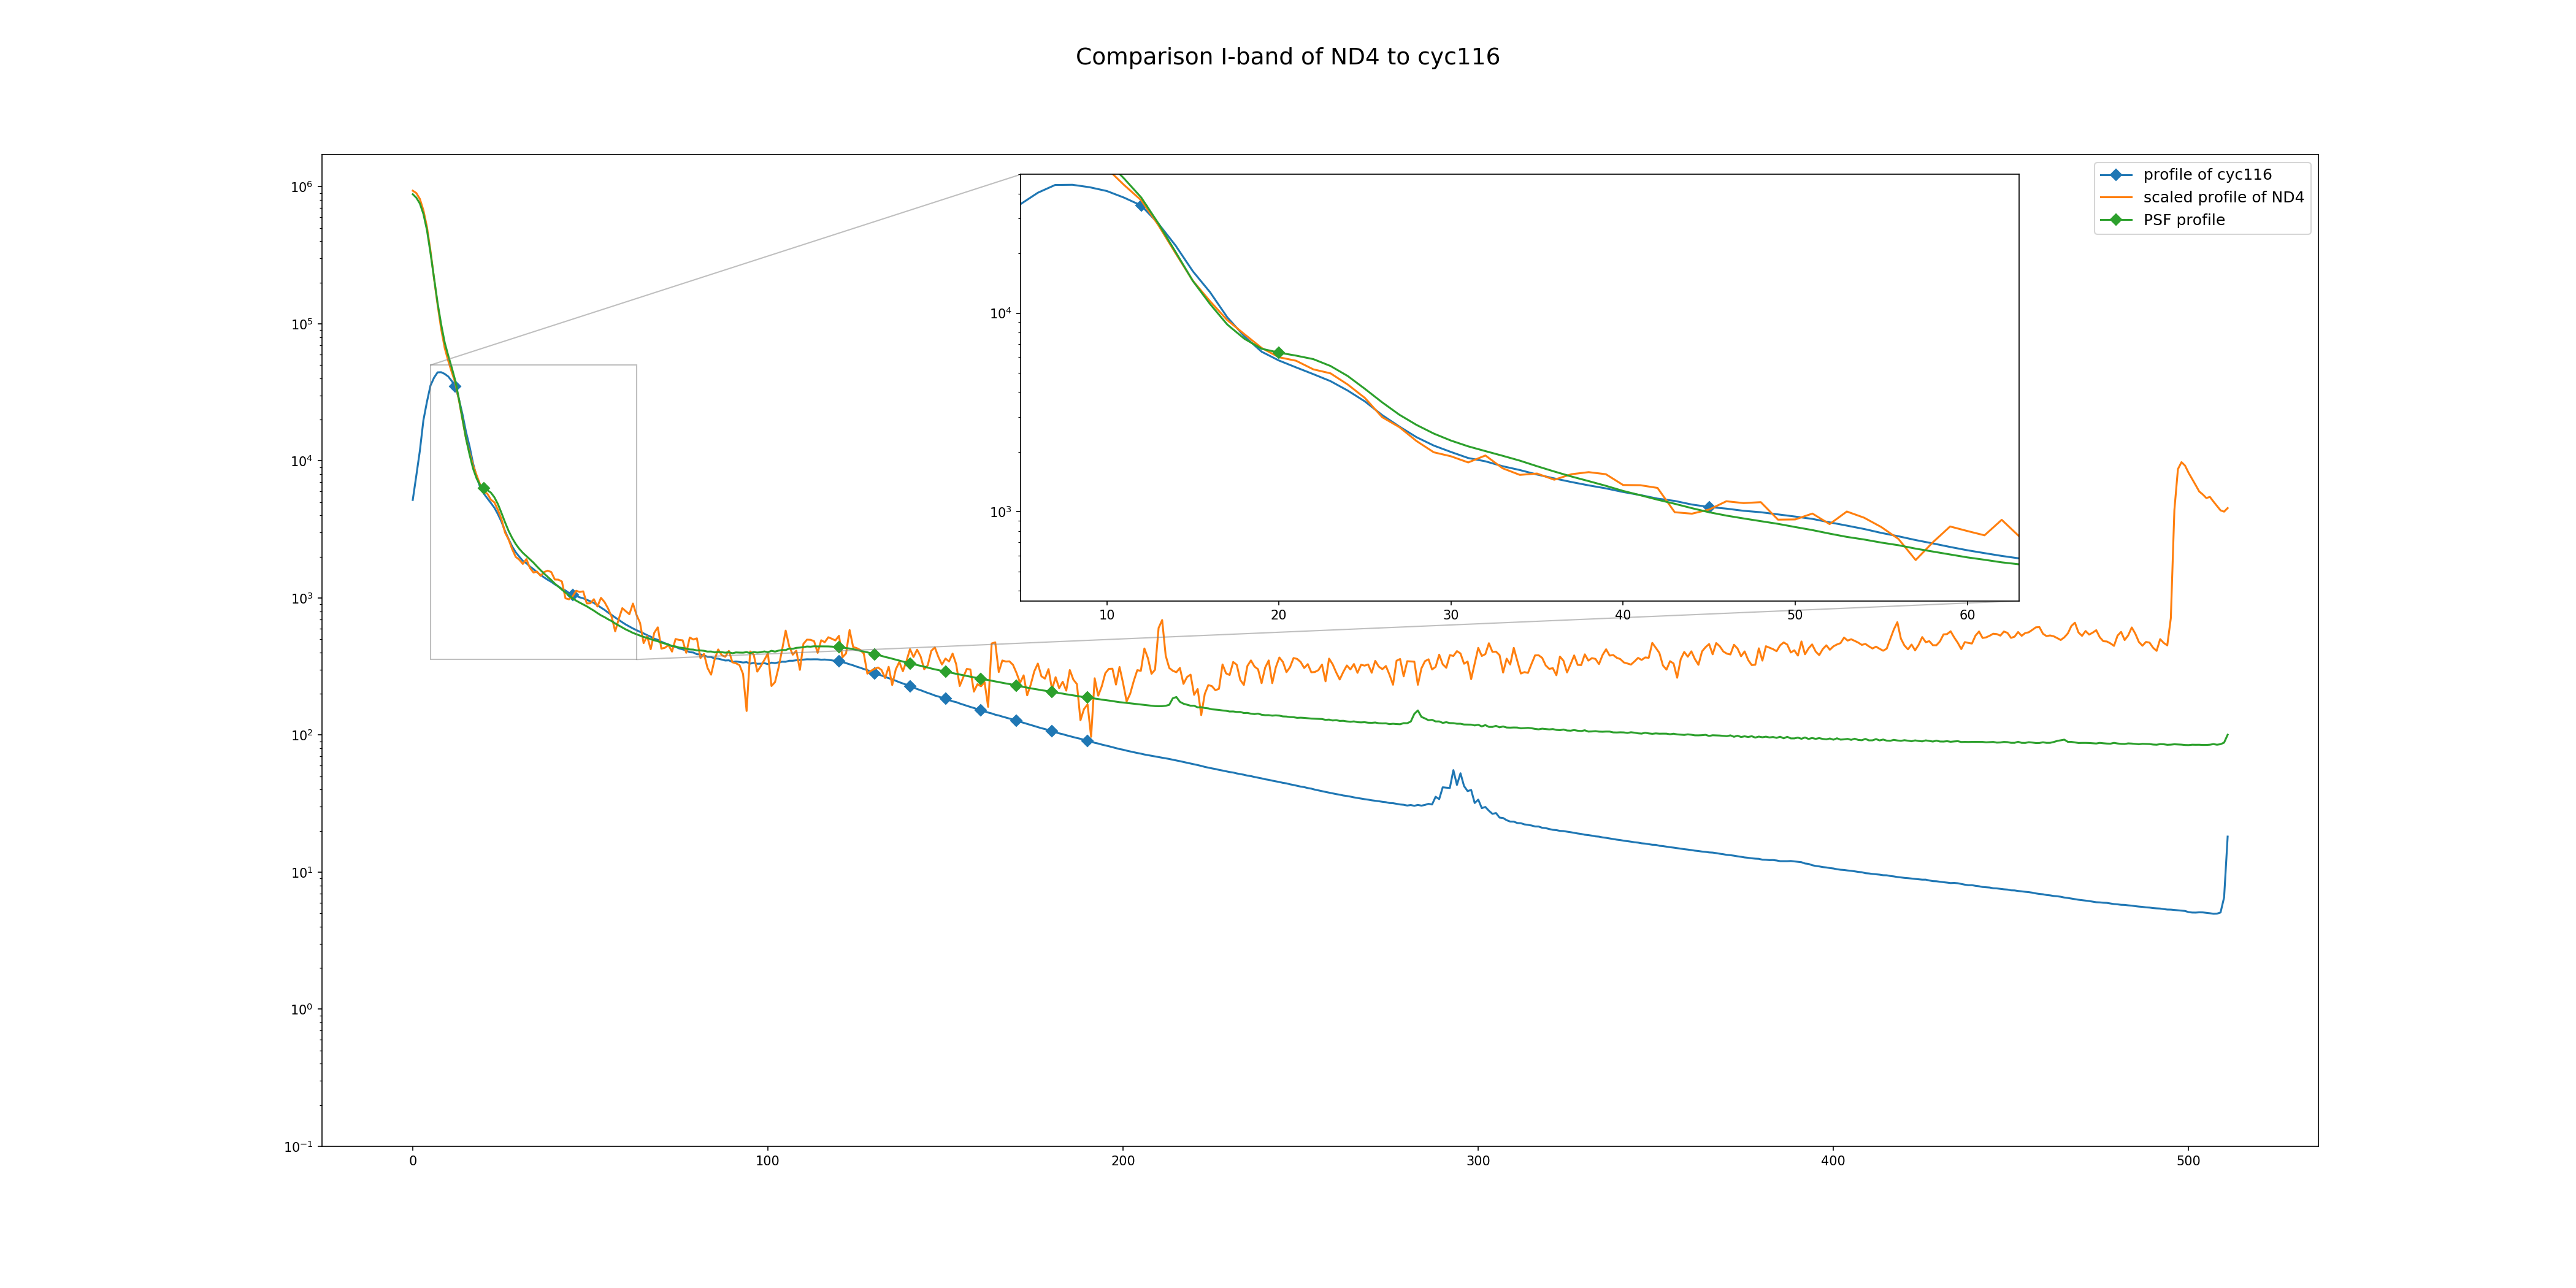 Comparison I-band of ND4 to cyc116
profile of cyc116
scaled profile of ND4
PSF profile
10⁶
10⁵
10⁴
10³
10²
10¹
10⁰
10⁻¹
10⁴
10³
10 20 30 40 50 60
0 100 200 300 400 500